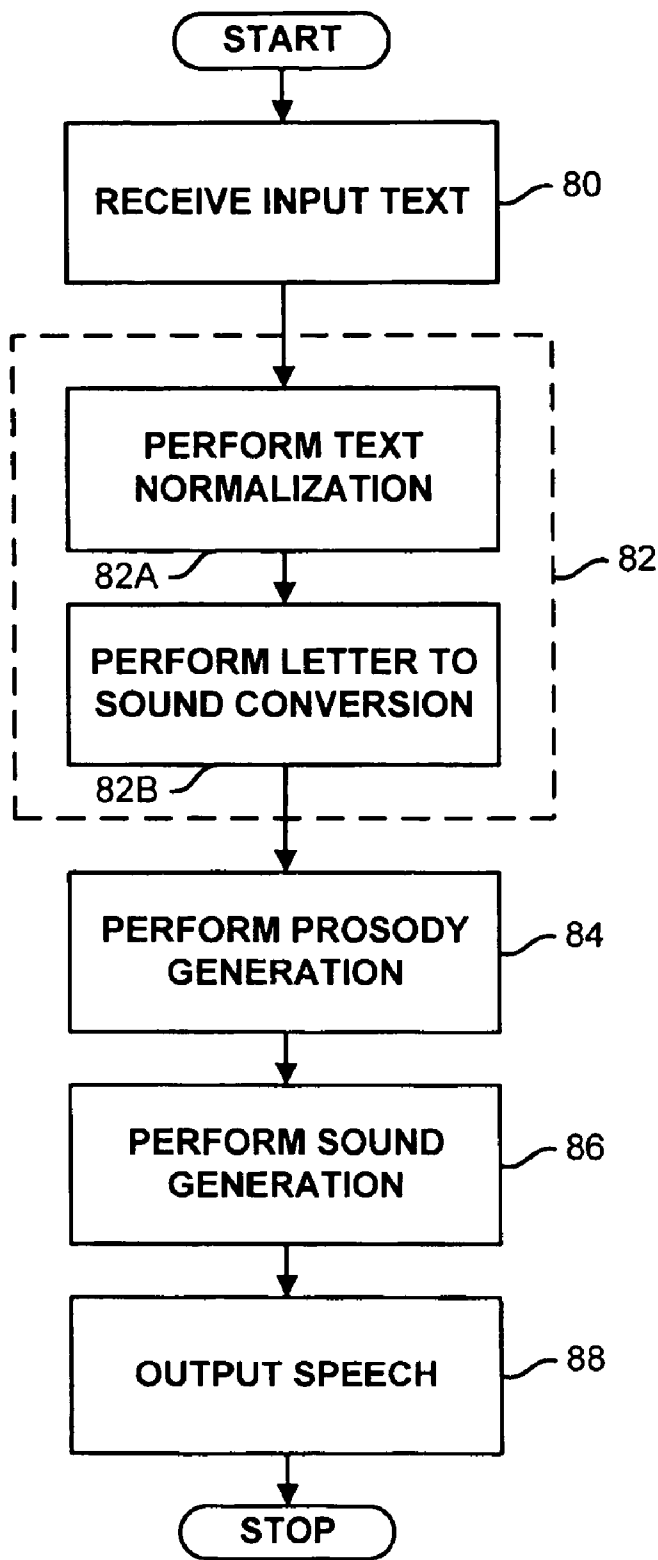 START
RECEIVE INPUT TEXT
80
PERFORM TEXT
NORMALIZATION
82A
82
PERFORM LETTER TO
SOUND CONVERSION
82B
PERFORM PROSODY
GENERATION
84
PERFORM SOUND
GENERATION
86
OUTPUT SPEECH
88
STOP